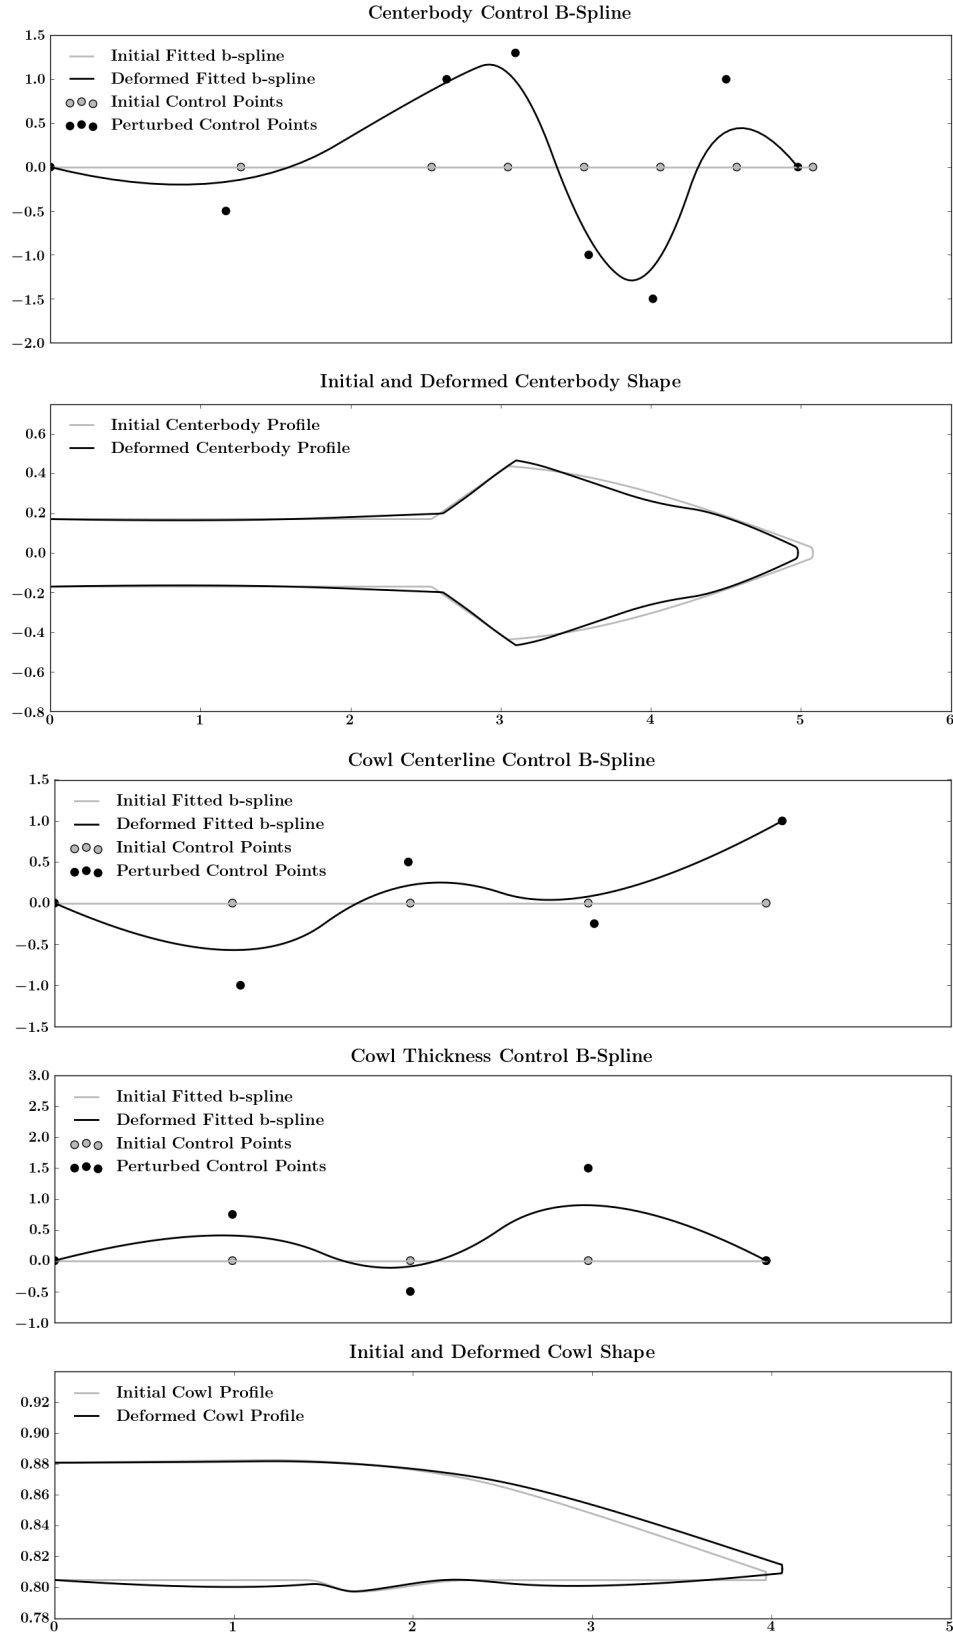 Centerbody Control B-Spline
1.5
Initial Fitted b-spline
Deformed Fitted b-spline
1.0
Initial Control Points
0.5
Perturbed Control Points
0.0
−0.5
−1.0
−1.5
−2.0
Initial and Deformed Centerbody Shape
Initial Centerbody Profile
0.6
Deformed Centerbody Profile
0.4
0.2
0.0
−0.2
−0.4
−0.6
−0.8
0 1 2 3 4 5 6
Cowl Centerline Control B-Spline
1.5
Initial Fitted b-spline
Deformed Fitted b-spline
1.0
Initial Control Points
0.5
Perturbed Control Points
0.0
−0.5
−1.0
−1.5
Cowl Thickness Control B-Spline
3.0
Initial Fitted b-spline
2.5
Deformed Fitted b-spline
2.0
Initial Control Points
1.5
Perturbed Control Points
1.0
0.5
0.0
−0.5
−1.0
Initial and Deformed Cowl Shape
Initial Cowl Profile
0.92
Deformed Cowl Profile
0.90
0.88
0.86
0.84
0.82
0.80
0.78
0 1 2 3 4 5